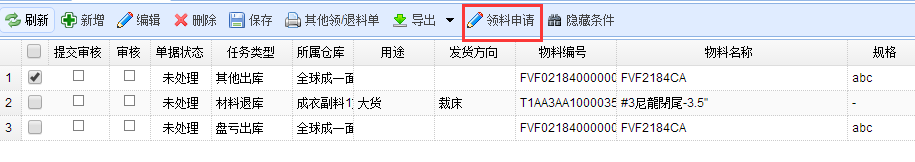 刷新 新增 编辑 删除 保存 其他领/退料单 导出 领料申请 隐藏条件
提交审核 审核 单据状态 任务类型 所属仓库 用途 发货方向 物料编号 物料名称 规格
1 未处理 其他出库 全球成一面 FVF02184000000 FVF2184CA abc
2 未处理 材料退库 成衣副料1 大货 裁床 T1AA3AA1000035 #3尼龍閉尾-3.5" -
3 未处理 盘亏出库 全球成一面 FVF02184000000 FVF2184CA abc